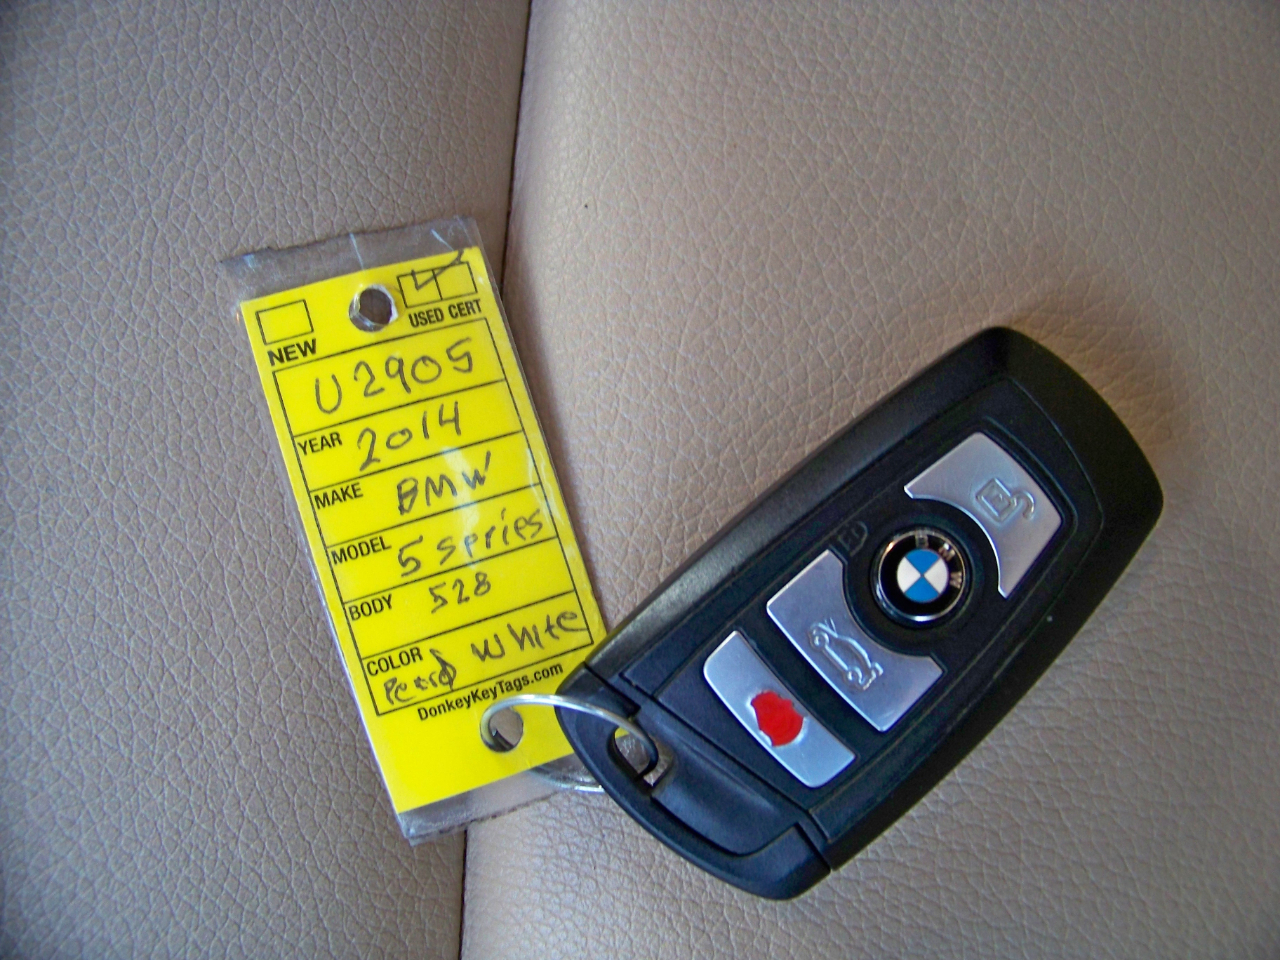 NEW
USED CERT
U2905
YEAR 2014
MAKE BMW
MODEL 5 series
BODY 528
COLOR White
DonkeyKeyTags.com
BMW